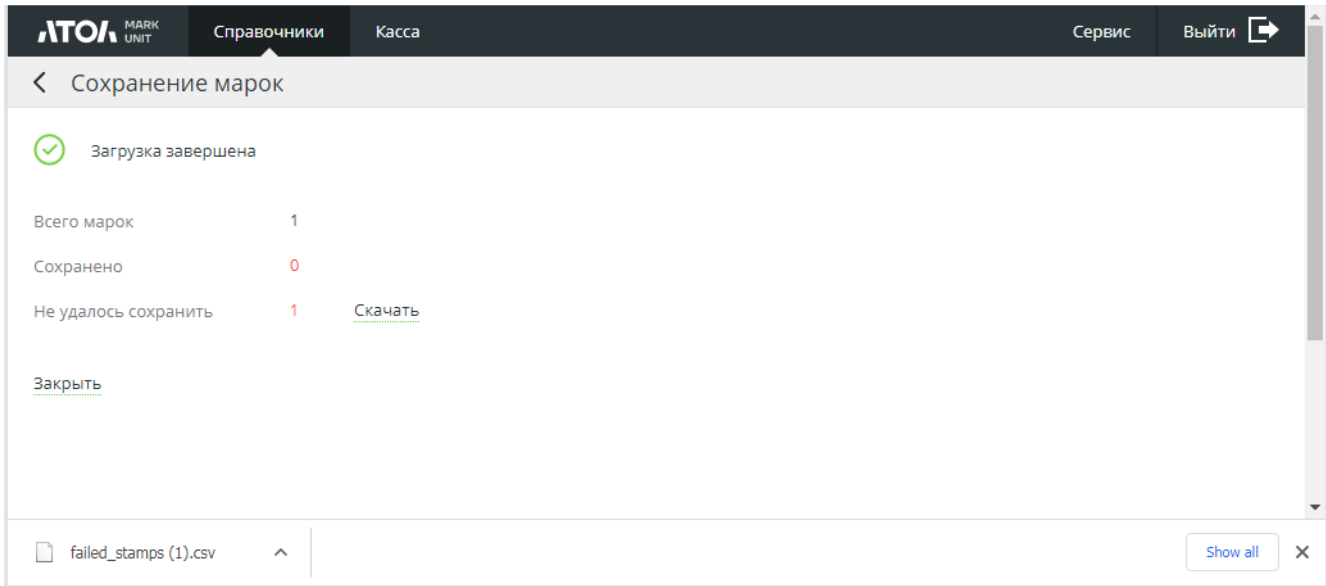 АТОЛ MARK UNIT Справочники Касса Сервис Выйти
Сохранение марок
Загрузка завершена
Всего марок 1
Сохранено 0
Не удалось сохранить 1 Скачать
Закрыть
failed_stamps (1).csv Show all